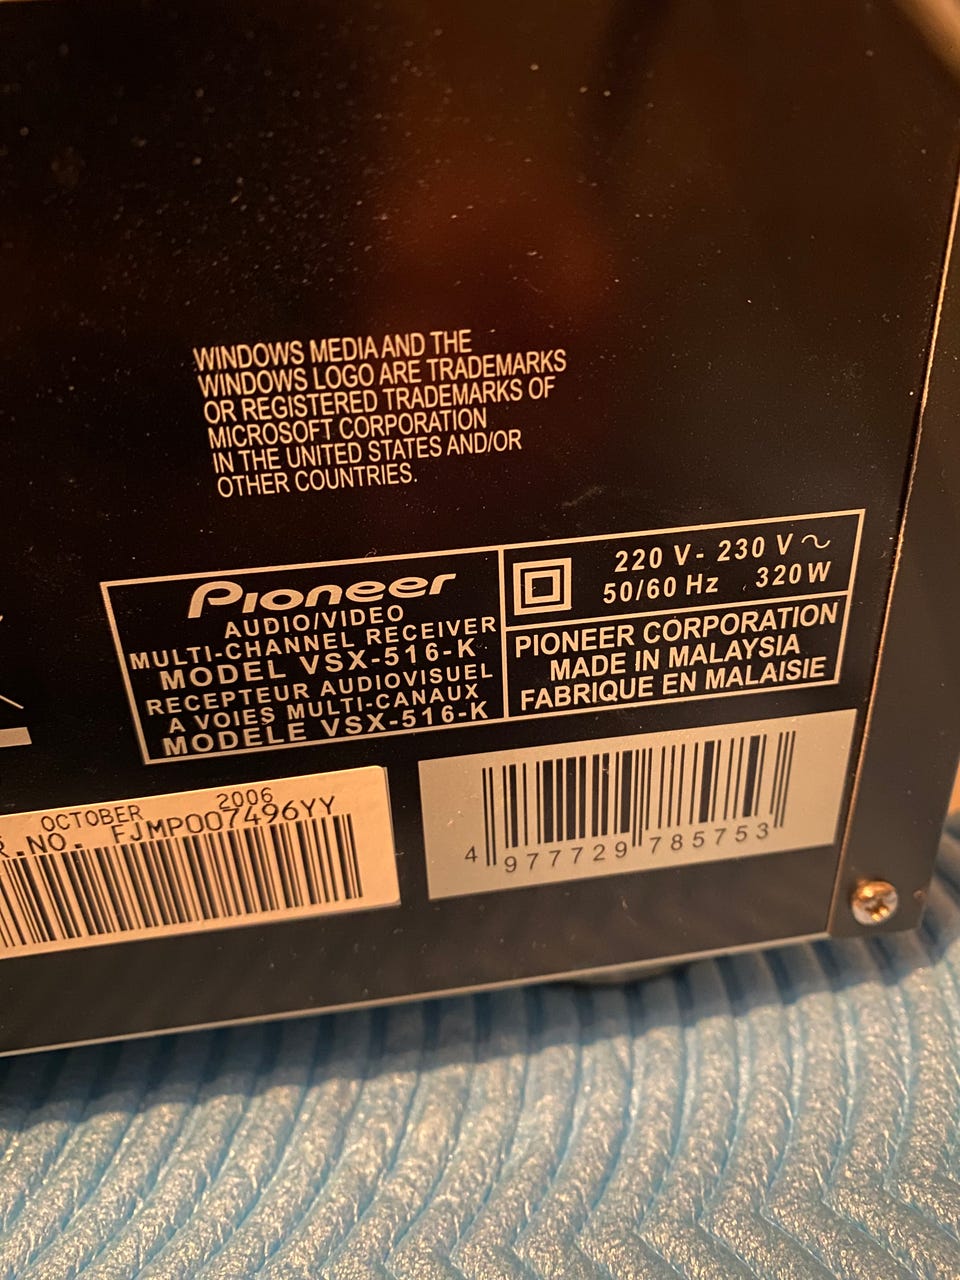 WINDOWS MEDIA AND THE
WINDOWS LOGO ARE TRADEMARKS
OR REGISTERED TRADEMARKS OF
MICROSOFT CORPORATION
IN THE UNITED STATES AND/OR
OTHER COUNTRIES.
Pioneer
AUDIO/VIDEO
MULTI-CHANNEL RECEIVER
MODEL VSX-516-K
RECEPTEUR AUDIOVISUEL
A VOIES MULTI-CANAUX
MODELE VSX-516-K
220 V- 230 V ~
50/60 Hz 320W
PIONEER CORPORATION
MADE IN MALAYSIA
FABRIQUE EN MALAISIE
OCTOBER 2006
R.NO. FJMP007496YY
4 977729 785753